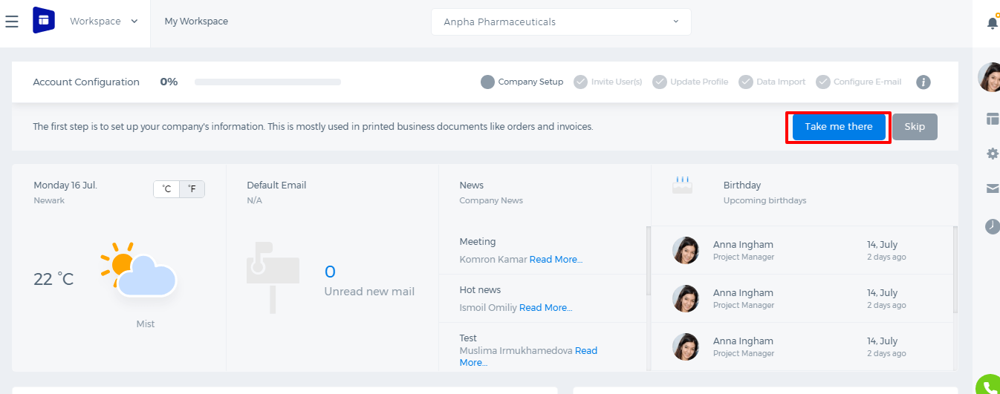 Workspace
My Workspace
Anpha Pharmaceuticals
Account Configuration
0%
Company Setup
Invite User(s)
Update Profile
Data Import
Configure E-mail
i
The first step is to set up your company's information. This is mostly used in printed business documents like orders and invoices.
Take me there
Skip
Monday 16 Jul.
Newark
°C
°F
22 °C
Mist
Default Email
N/A
0
Unread new mail
News
Company News
Meeting
Komron Kamar Read More...
Hot news
Ismoil Omiliy Read More...
Test
Muslima Irmukhamedova Read
More...
Birthday
Upcoming birthdays
Anna Ingham
Project Manager
14, July
2 days ago
Anna Ingham
Project Manager
14, July
2 days ago
Anna Ingham
Project Manager
14, July
2 days ago